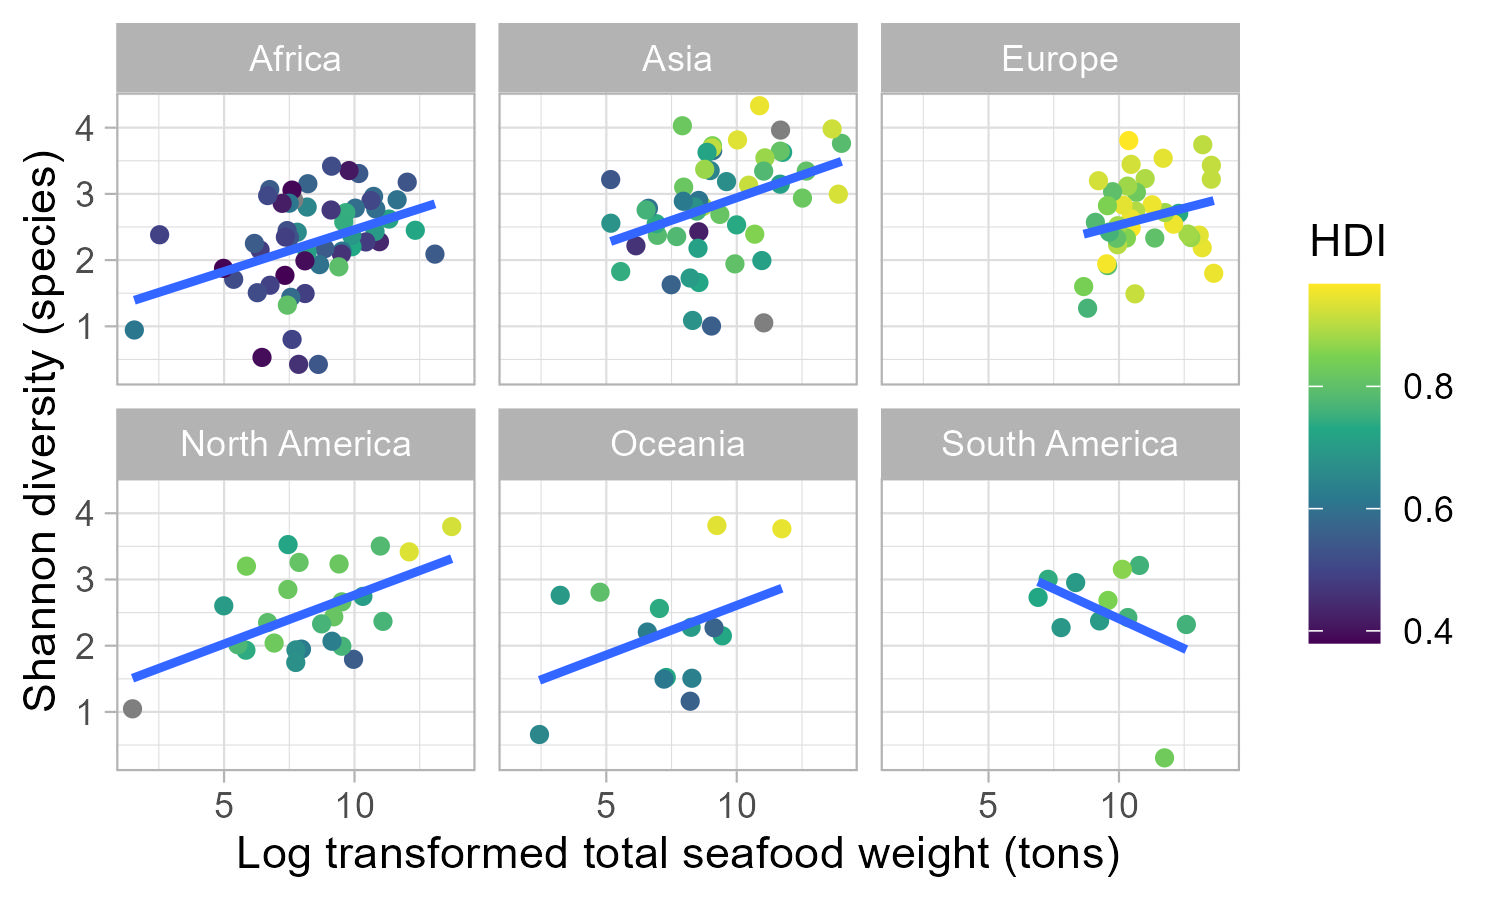 Africa
Asia
Europe
4
3
2
1
North America
Oceania
South America
4
3
2
1
5
10
5
10
5
10
Log transformed total seafood weight (tons)
Shannon diversity (species)
HDI
0.8
0.6
0.4